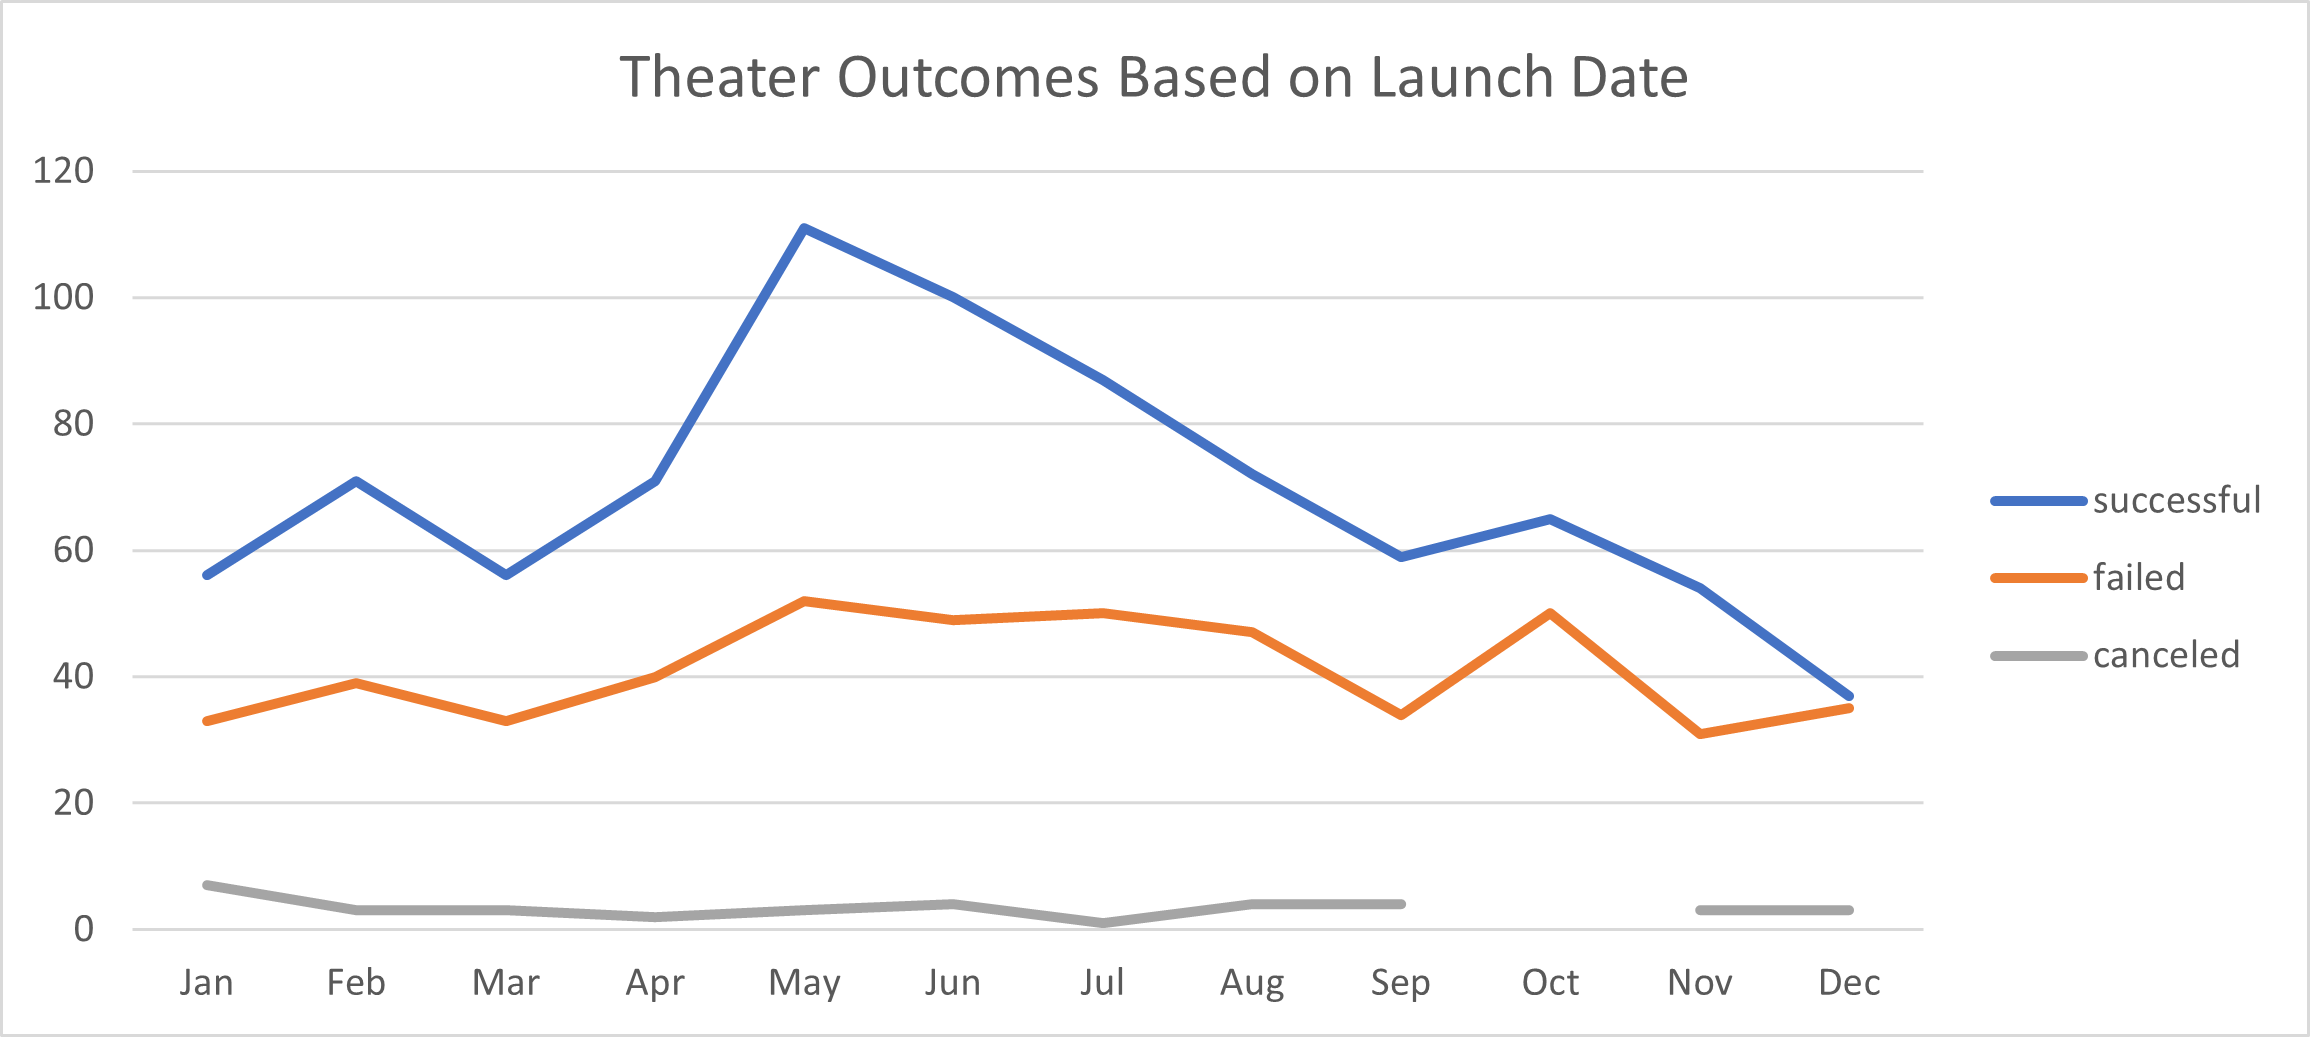 Theater Outcomes Based on Launch Date
120
100
80
60
40
20
0
Jan Feb Mar Apr May Jun Jul Aug Sep Oct Nov Dec
successful
failed
canceled